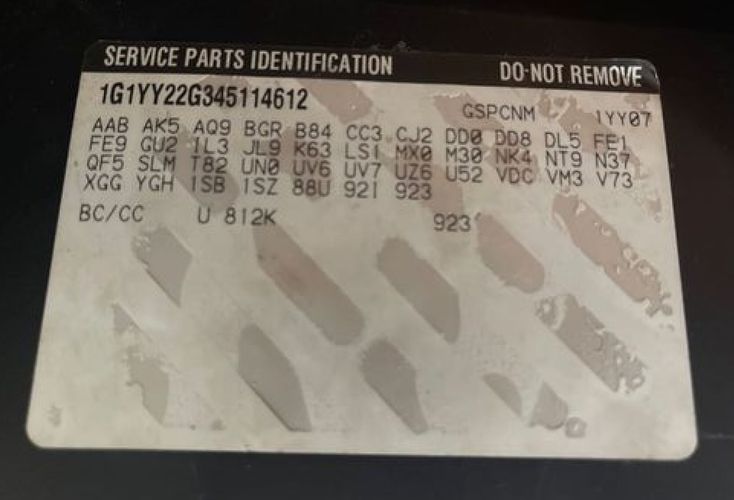 SERVICE PARTS IDENTIFICATION DO-NOT REMOVE
1G1YY22G345114612
GSPCNM 1YY07
AAB AK5 AQ9 BGR B84 CC3 CJ2 DD0 DD8 DL5 FE1
FE9 GU2 IL3 JL9 K63 LS1 MX0 M30 NK4 NT9 N37
QF5 SLM T82 UN0 UV6 UV7 UZ6 U52 VDC VM3 V73
XGG YGH 1SB 1SZ 88U 92I 923
BC/CC U 812K 923